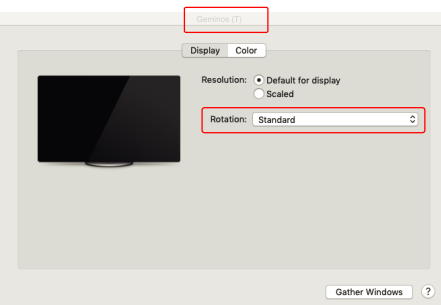 Geminos (T)
Display Color
Resolution: Default for display
Scaled
Rotation: Standard
Gather Windows ?